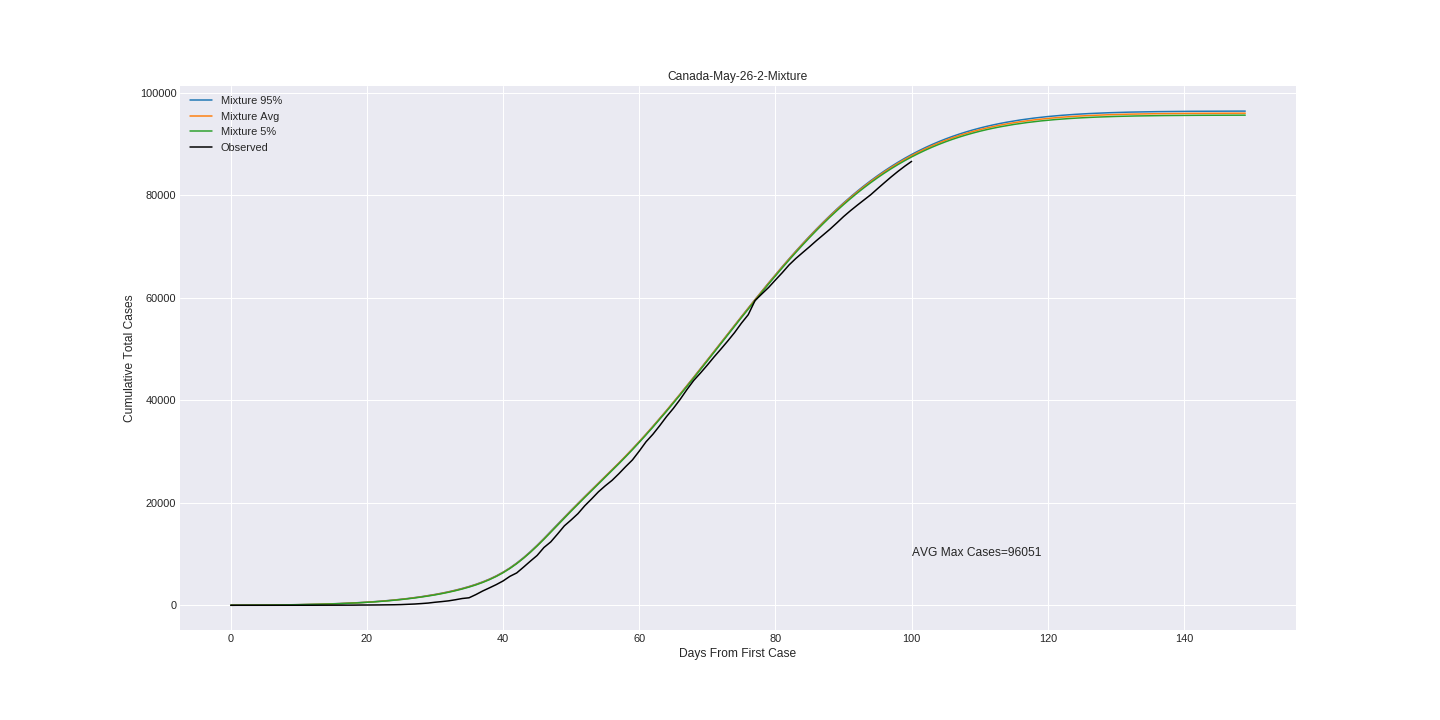 Canada-May-26-2-Mixture
Mixture 95%
Mixture Avg
Mixture 5%
Observed
100000
80000
60000
40000
20000
0
Cumulative Total Cases
AVG Max Cases=96051
0 20 40 60 80 100 120 140
Days From First Case